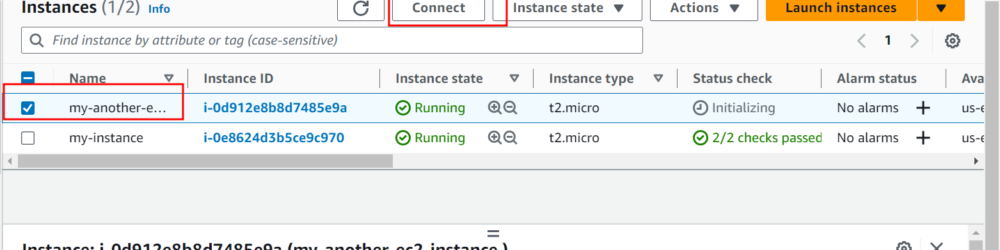 Instances (1/2) Info Connect Instance state Actions Launch instances
Find instance by attribute or tag (case-sensitive) 1
Name Instance ID Instance state Instance type Status check Alarm status Ava
my-another-e... i-0d912e8b8d7485e9a Running t2.micro Initializing No alarms us-e
my-instance i-0e8624d3b5ce9c970 Running t2.micro 2/2 checks passed No alarms us-e
Instance: i-0d912e8b8d7485e9a (my-another-ec2-instance )